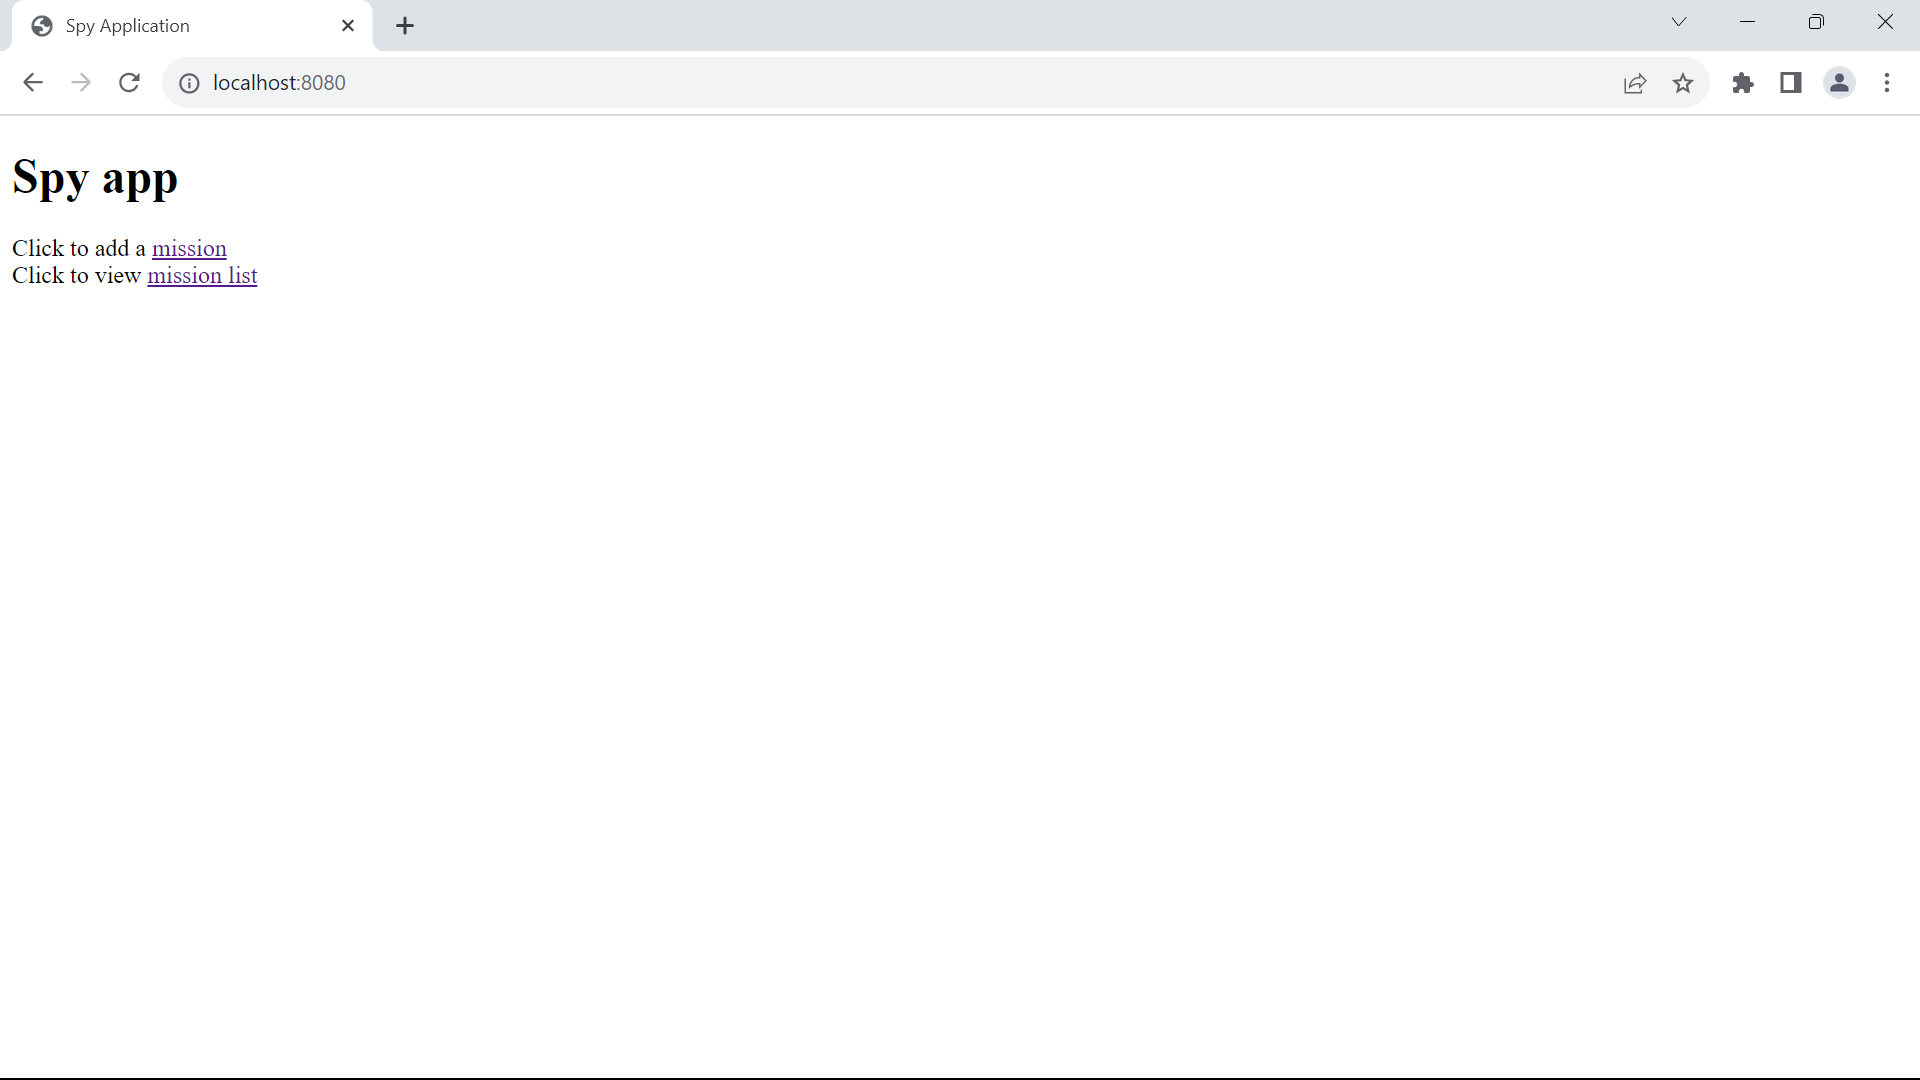 Spy Application
localhost:8080
Spy app
Click to add a mission
Click to view mission list